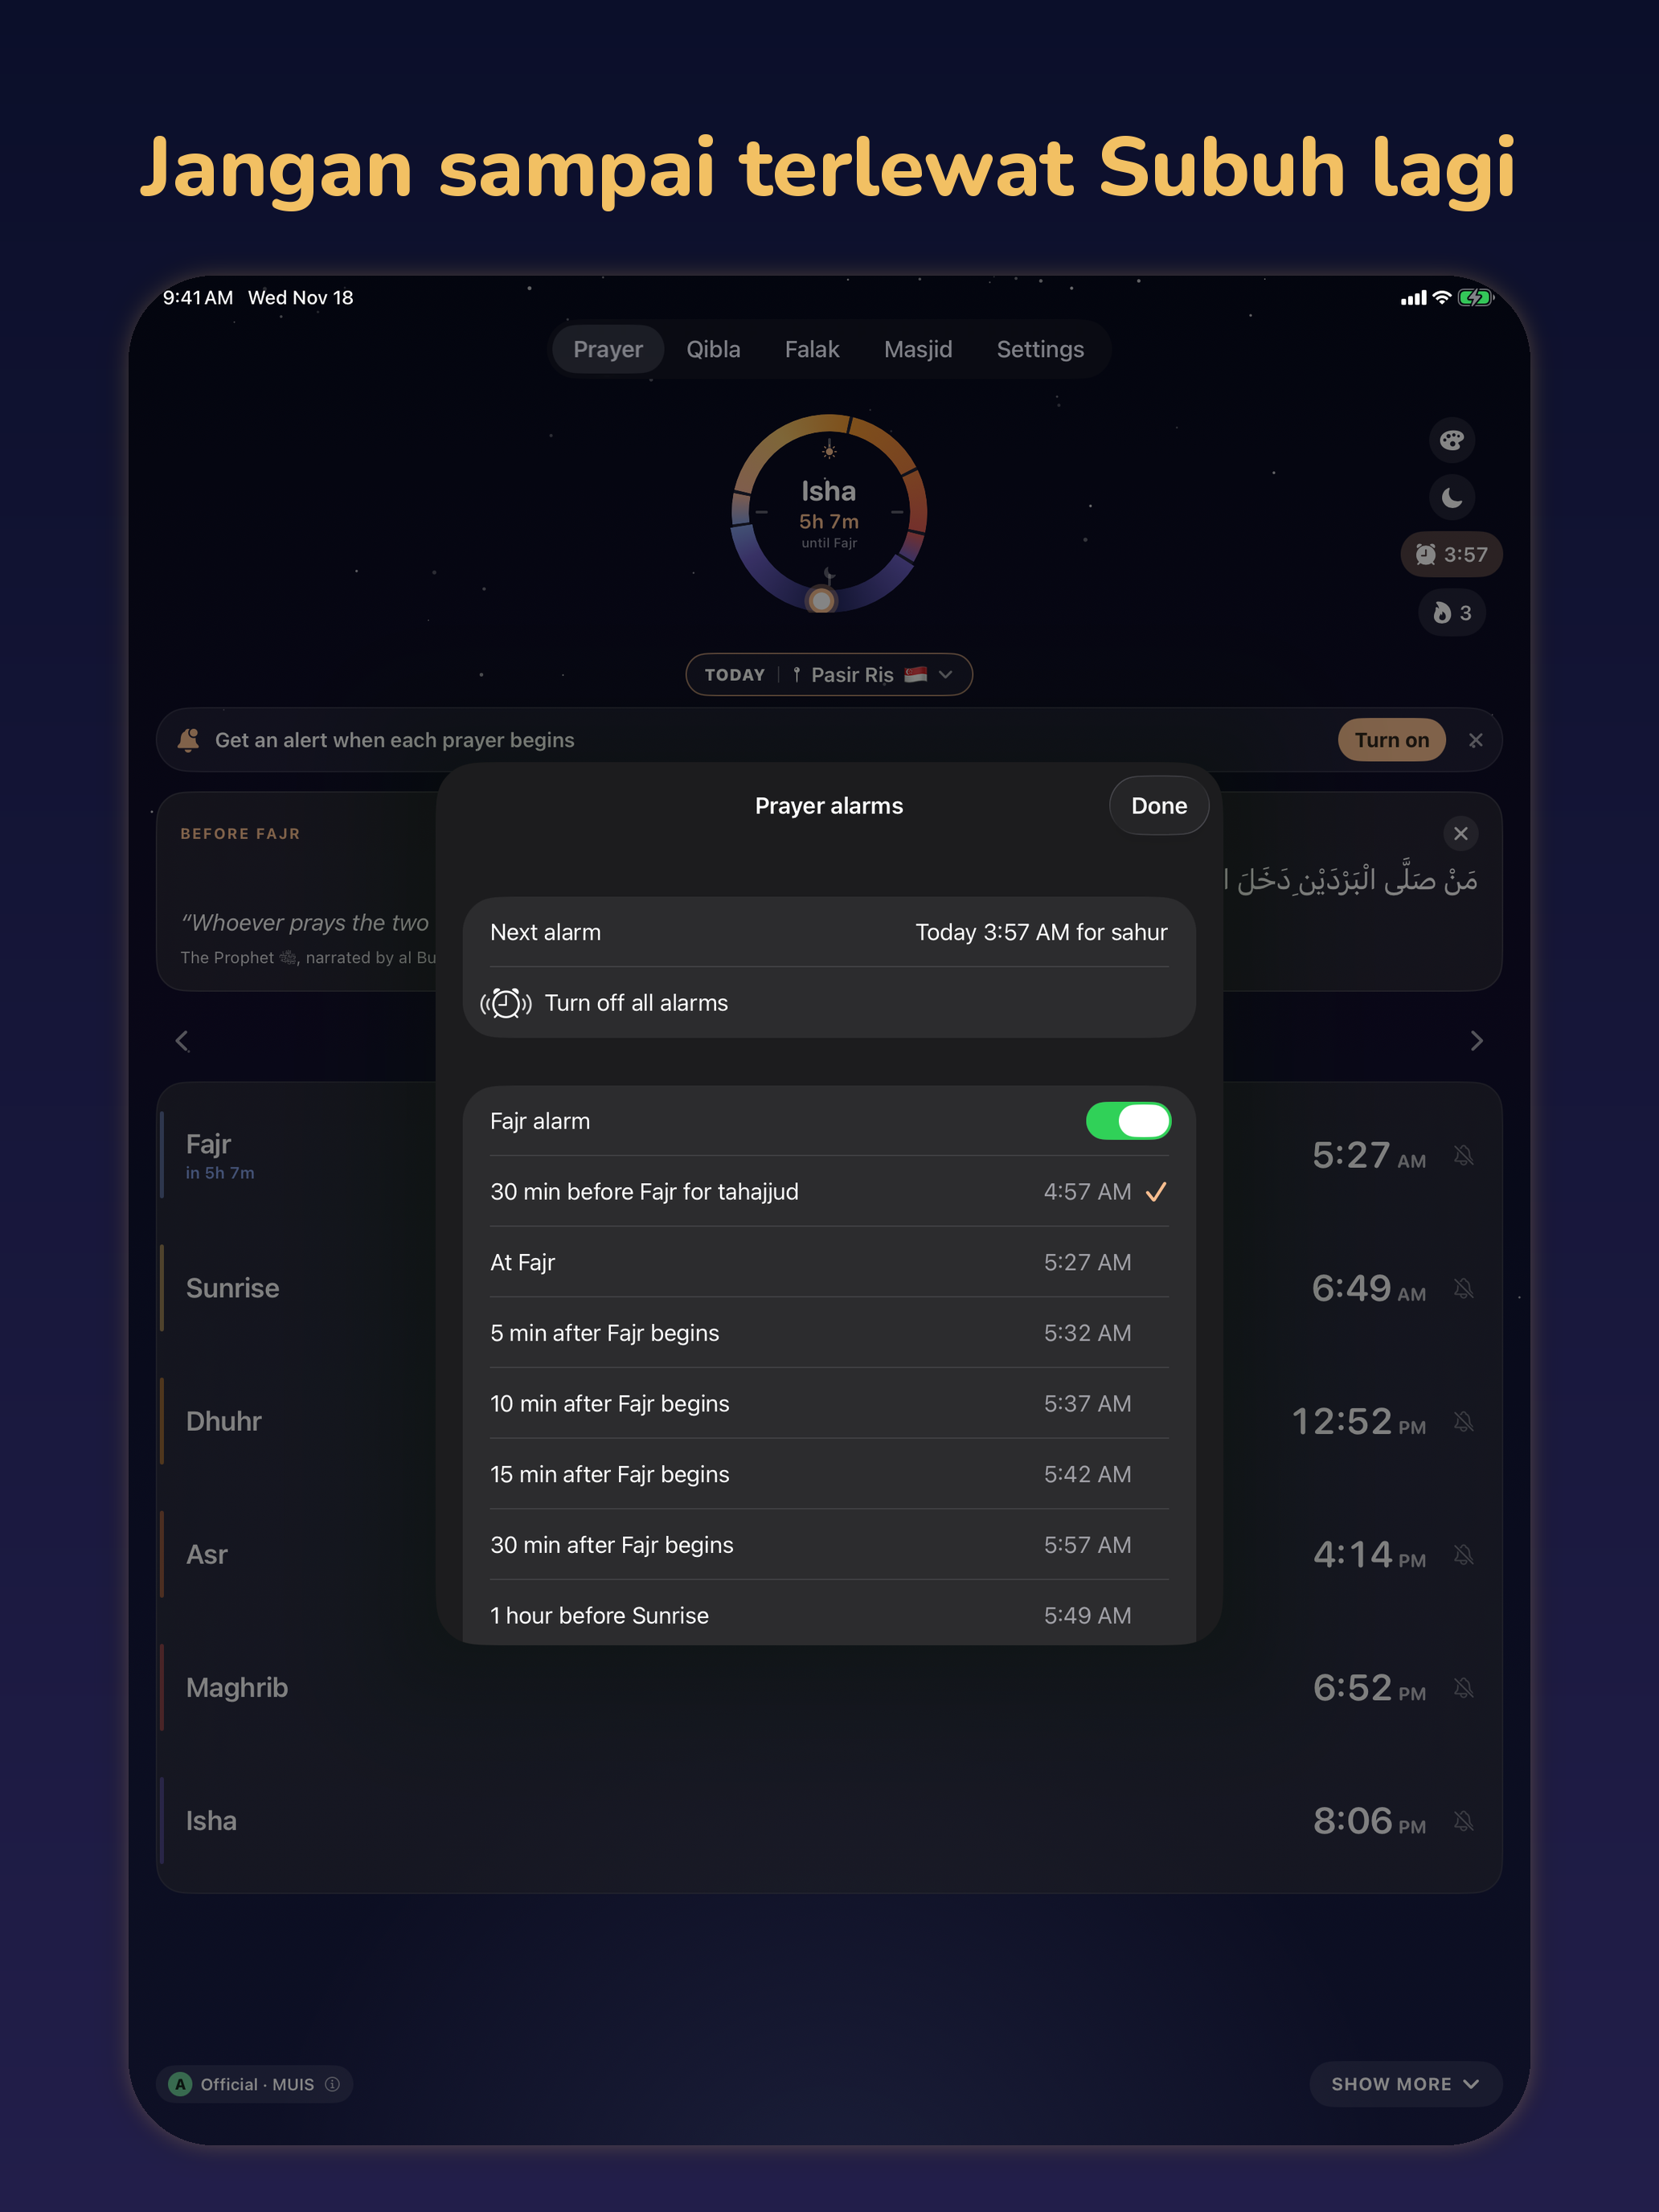 Jangan sampai terlewat Subuh lagi
9:41 AM Wed Nov 18
Prayer Qibla Falak Masjid Settings
Isha
5h 7m
until Fajr
3:57
3
TODAY Pasir Ris
Get an alert when each prayer begins Turn on
Prayer alarms Done
BEFORE FAJR
مَنْ صَلَّى الْبَرْدَيْنِ دَخَلَ ا
“Whoever prays the two
The Prophet ﷺ, narrated by al Bu
Next alarm Today 3:57 AM for sahur
Turn off all alarms
Fajr alarm
30 min before Fajr for tahajjud 4:57 AM
At Fajr 5:27 AM
5 min after Fajr begins 5:32 AM
10 min after Fajr begins 5:37 AM
15 min after Fajr begins 5:42 AM
30 min after Fajr begins 5:57 AM
1 hour before Sunrise 5:49 AM
Fajr 5:27 AM
in 5h 7m
Sunrise 6:49 AM
Dhuhr 12:52 PM
Asr 4:14 PM
Maghrib 6:52 PM
Isha 8:06 PM
A Official · MUIS
SHOW MORE